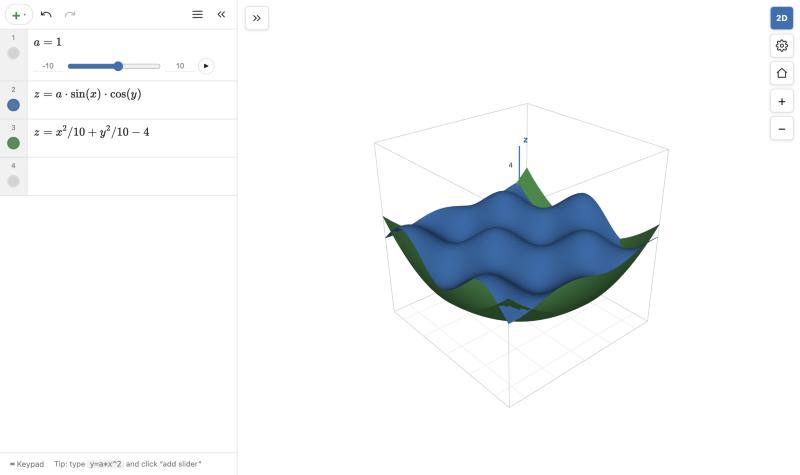 1
a = 1
-10 10
2
z = a · sin(x) · cos(y)
3
z = x²/10 + y²/10 − 4
4
Keypad Tip: type y=a*x^2 and click "add slider"
z
4
2D